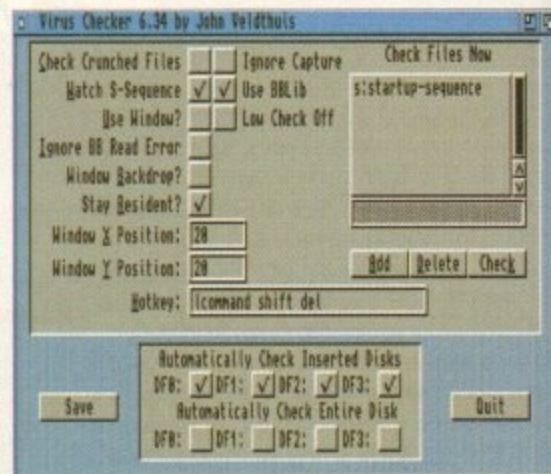 Virus Checker 6.34 by John Veldthuis
Check Crunched Files Ignore Capture
Watch S-Sequence Use BBLib
Use Window? Low Check Off
Ignore BB Read Error
Window Backdrop?
Stay Resident?
Window X Position: 20
Window Y Position: 20
Hotkey: lcommand shift del
Check Files Now
s:startup-sequence
Add Delete Check
Automatically Check Inserted Disks
DF0: DF1: DF2: DF3:
Automatically Check Entire Disk
DF0: DF1: DF2: DF3:
Save
Quit